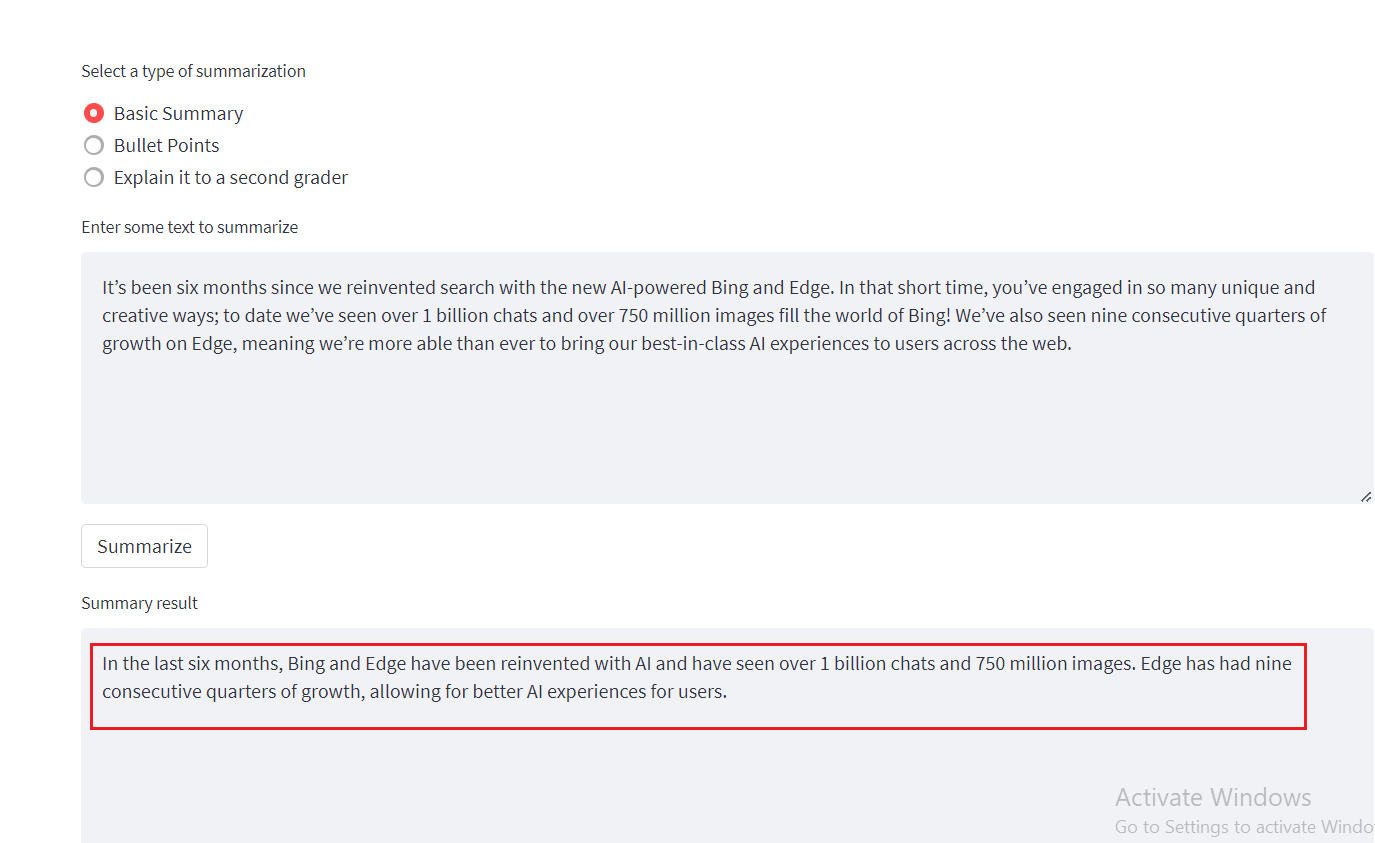 Select a type of summarization
Basic Summary
Bullet Points
Explain it to a second grader
Enter some text to summarize
It’s been six months since we reinvented search with the new AI-powered Bing and Edge. In that short time, you’ve engaged in so many unique and
creative ways; to date we’ve seen over 1 billion chats and over 750 million images fill the world of Bing! We’ve also seen nine consecutive quarters of
growth on Edge, meaning we’re more able than ever to bring our best-in-class AI experiences to users across the web.
Summarize
Summary result
In the last six months, Bing and Edge have been reinvented with AI and have seen over 1 billion chats and 750 million images. Edge has had nine
consecutive quarters of growth, allowing for better AI experiences for users.
Activate Windows
Go to Settings to activate Windo